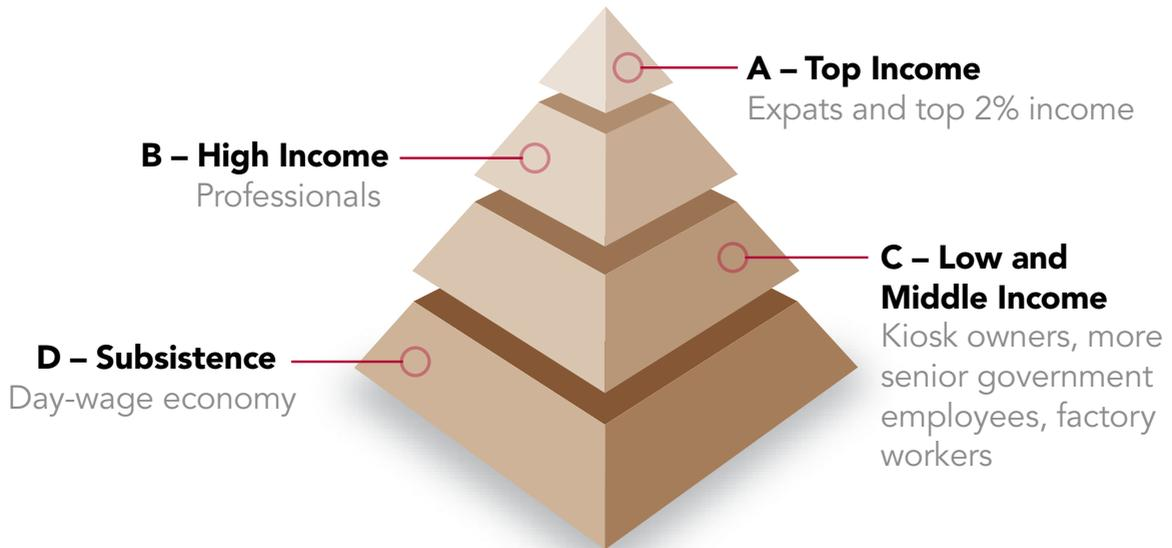 A – Top Income
Expats and top 2% income
B – High Income
Professionals
C – Low and
Middle Income
Kiosk owners, more
senior government
employees, factory
workers
D – Subsistence
Day-wage economy